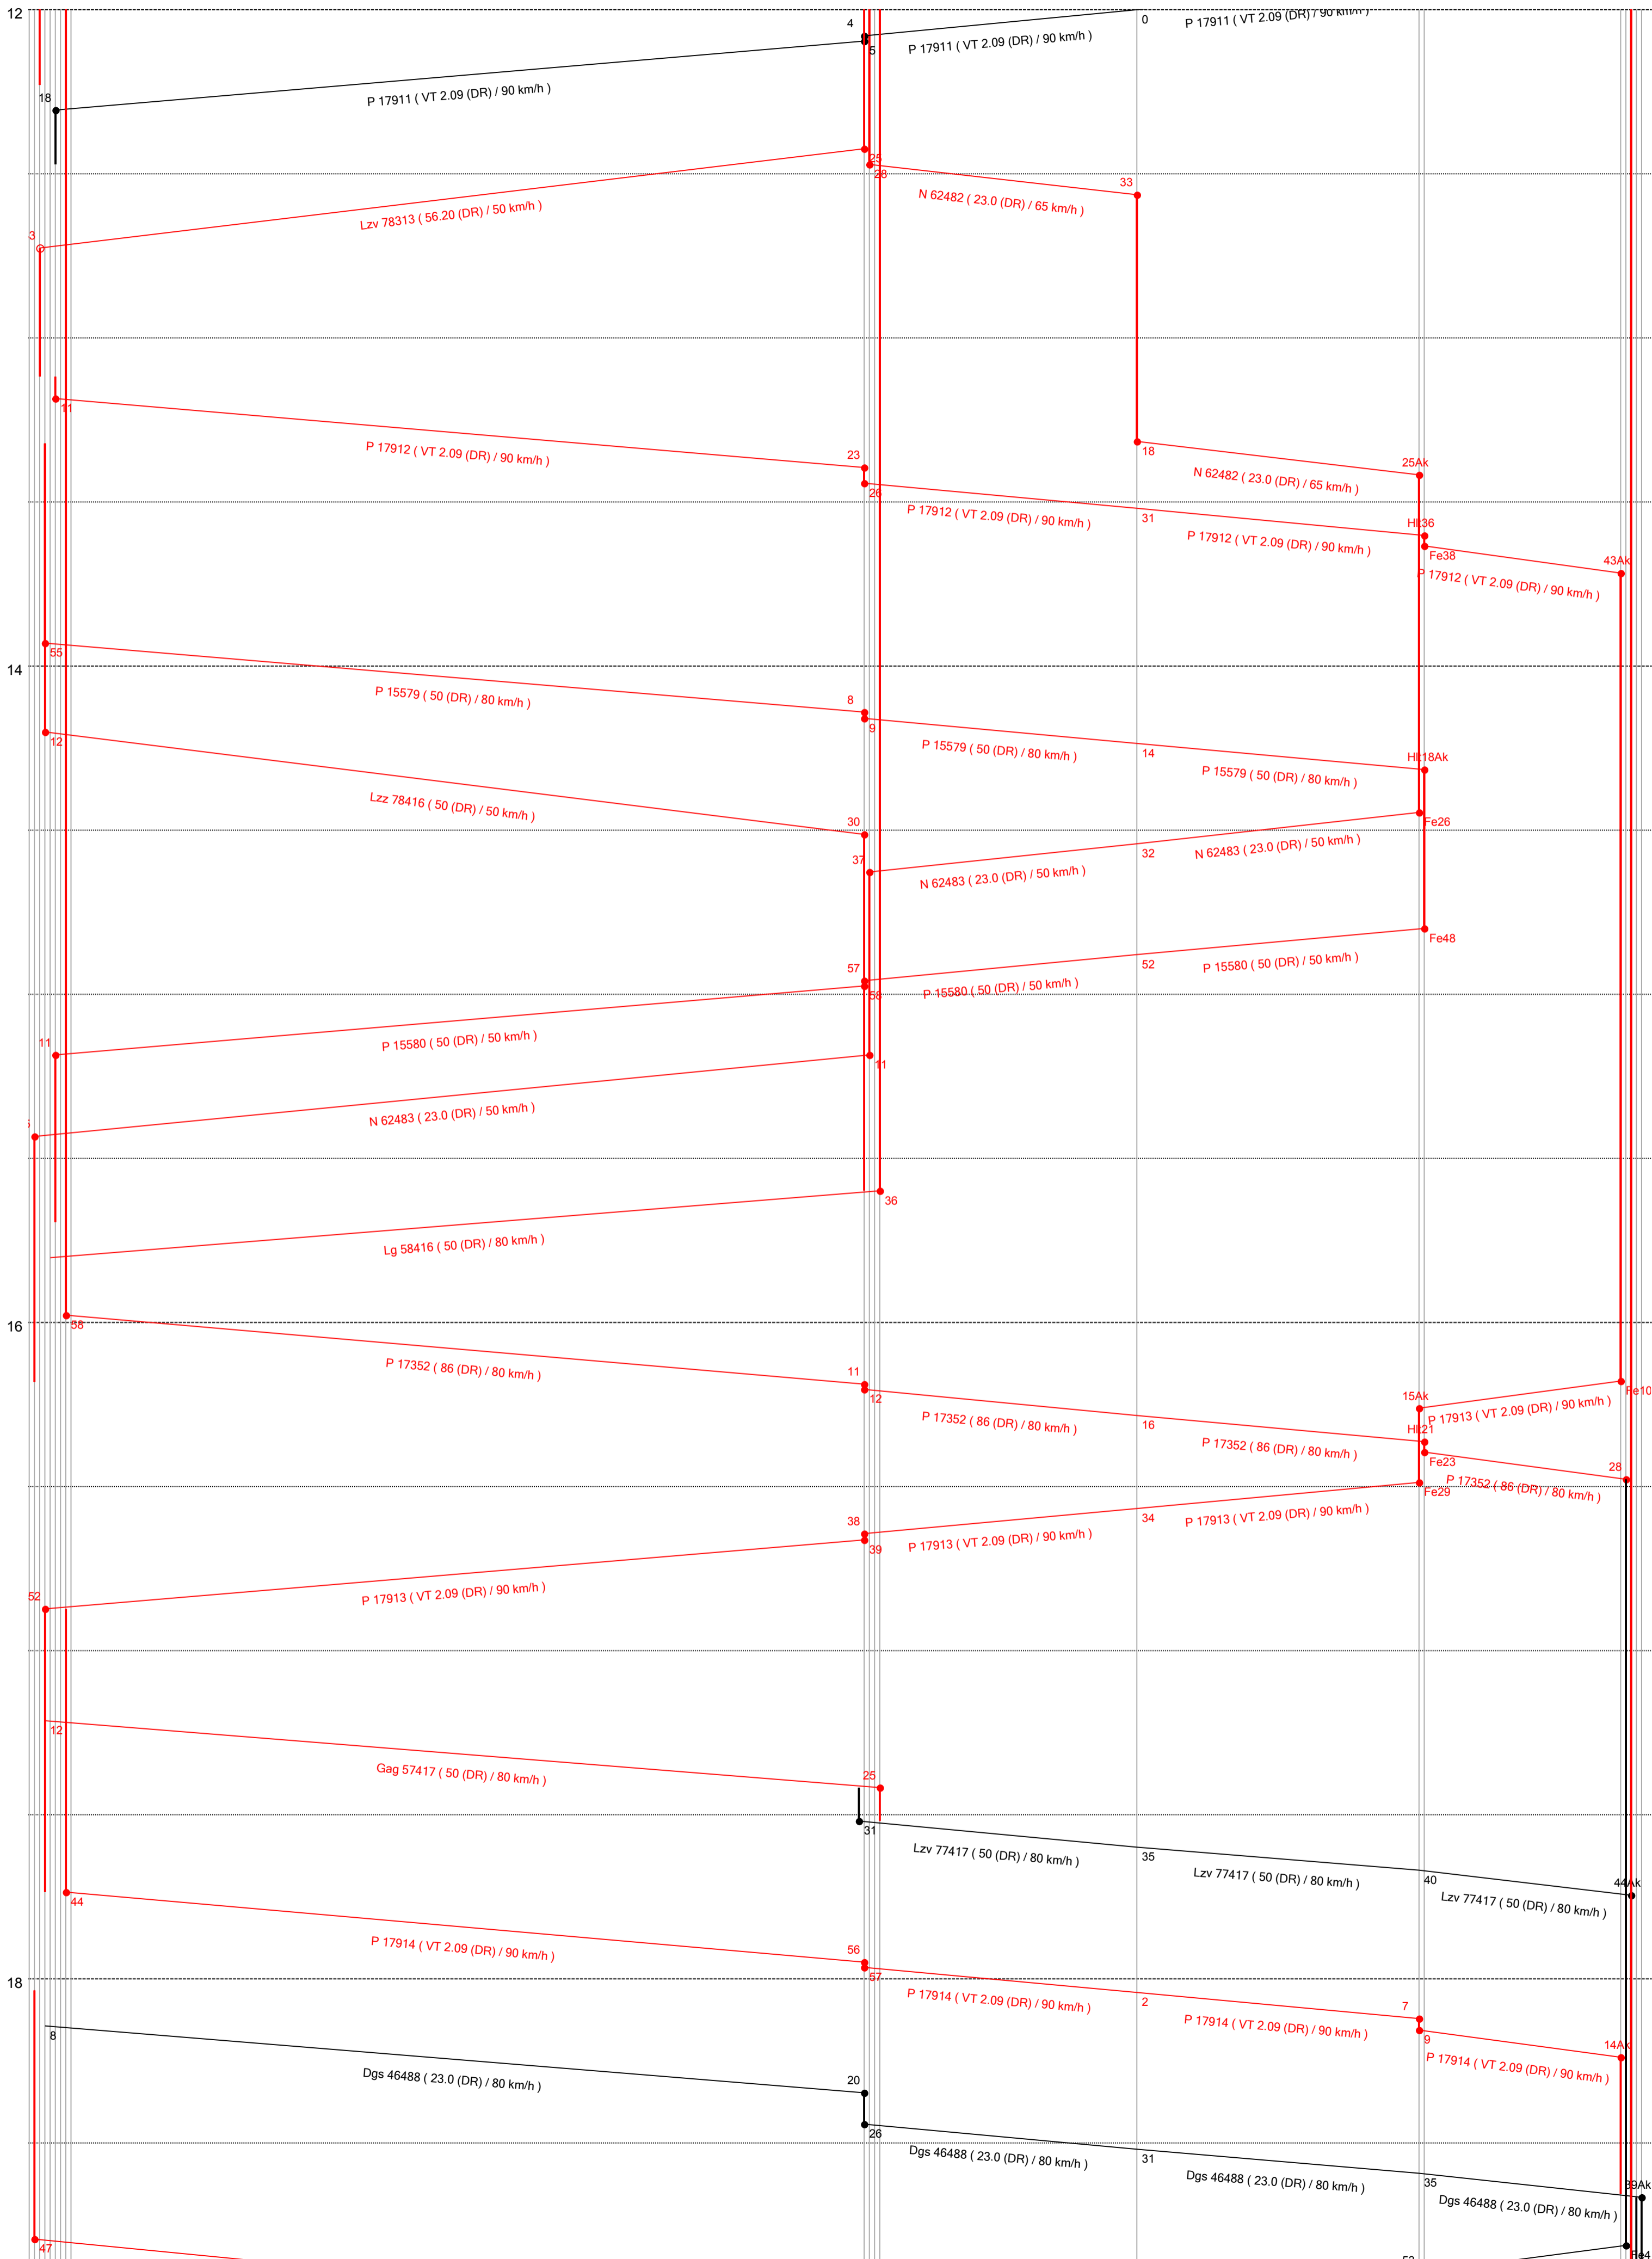 12
4
0
P 17911 ( VT 2.09 (DR) / 90 km/h )
P 17911 ( VT 2.09 (DR) / 90 km/h )
5
18
P 17911 ( VT 2.09 (DR) / 90 km/h )
25
28
33
N 62482 ( 23.0 (DR) / 65 km/h )
Lzv 78313 ( 56.20 (DR) / 50 km/h )
3
11
P 17912 ( VT 2.09 (DR) / 90 km/h )
23
18
25Ak
N 62482 ( 23.0 (DR) / 65 km/h )
26
P 17912 ( VT 2.09 (DR) / 90 km/h )
31
P 17912 ( VT 2.09 (DR) / 90 km/h )
Hl:36
Fe38
43Ak
P 17912 ( VT 2.09 (DR) / 90 km/h )
55
14
P 15579 ( 50 (DR) / 80 km/h )
8
9
P 15579 ( 50 (DR) / 80 km/h )
14
P 15579 ( 50 (DR) / 80 km/h )
Hl:18Ak
12
Lzz 78416 ( 50 (DR) / 50 km/h )
30
Fe26
37
N 62483 ( 23.0 (DR) / 50 km/h )
32
N 62483 ( 23.0 (DR) / 50 km/h )
Fe48
57
58
P 15580 ( 50 (DR) / 50 km/h )
52
P 15580 ( 50 (DR) / 50 km/h )
11
P 15580 ( 50 (DR) / 50 km/h )
11
N 62483 ( 23.0 (DR) / 50 km/h )
36
Lg 58416 ( 50 (DR) / 80 km/h )
16
58
P 17352 ( 86 (DR) / 80 km/h )
11
12
P 17352 ( 86 (DR) / 80 km/h )
16
P 17352 ( 86 (DR) / 80 km/h )
15Ak
P 17913 ( VT 2.09 (DR) / 90 km/h )
Fe10
Hl:21
Fe23
28
P 17352 ( 86 (DR) / 80 km/h )
Fe29
38
39
P 17913 ( VT 2.09 (DR) / 90 km/h )
34
P 17913 ( VT 2.09 (DR) / 90 km/h )
52
P 17913 ( VT 2.09 (DR) / 90 km/h )
12
Gag 57417 ( 50 (DR) / 80 km/h )
25
31
Lzv 77417 ( 50 (DR) / 80 km/h )
35
Lzv 77417 ( 50 (DR) / 80 km/h )
40
Lzv 77417 ( 50 (DR) / 80 km/h )
44Ak
44
P 17914 ( VT 2.09 (DR) / 90 km/h )
56
57
18
P 17914 ( VT 2.09 (DR) / 90 km/h )
2
P 17914 ( VT 2.09 (DR) / 90 km/h )
7
9
P 17914 ( VT 2.09 (DR) / 90 km/h )
14Ak
8
Dgs 46488 ( 23.0 (DR) / 80 km/h )
20
26
Dgs 46488 ( 23.0 (DR) / 80 km/h )
31
Dgs 46488 ( 23.0 (DR) / 80 km/h )
35
Dgs 46488 ( 23.0 (DR) / 80 km/h )
39Ak
47